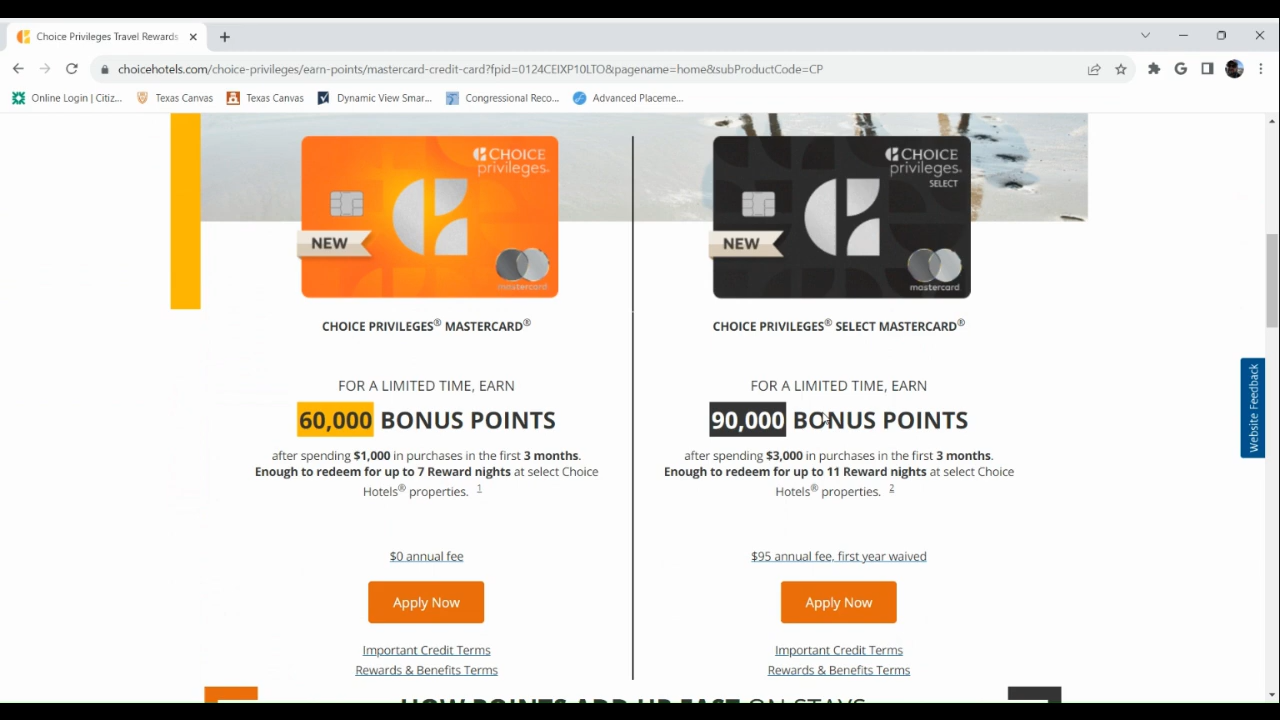 Choice Privileges Travel Rewards
choicehotels.com/choice-privileges/earn-points/mastercard-credit-card?fpid=0124CEIXP10LTO&pagename=home&subProductCode=CP
Online Login | Citiz... Texas Canvas Texas Canvas Dynamic View Smar... Congressional Reco... Advanced Placeme...
CHOICE
privileges®
NEW
mastercard
CHOICE
privileges®
SELECT
NEW
mastercard
CHOICE PRIVILEGES® MASTERCARD®
FOR A LIMITED TIME, EARN
60,000 BONUS POINTS
after spending $1,000 in purchases in the first 3 months.
Enough to redeem for up to 7 Reward nights at select Choice
Hotels® properties. 1
$0 annual fee
Apply Now
Important Credit Terms
Rewards & Benefits Terms
CHOICE PRIVILEGES® SELECT MASTERCARD®
FOR A LIMITED TIME, EARN
90,000 BONUS POINTS
after spending $3,000 in purchases in the first 3 months.
Enough to redeem for up to 11 Reward nights at select Choice
Hotels® properties. 2
$95 annual fee, first year waived
Apply Now
Important Credit Terms
Rewards & Benefits Terms
Website Feedback
HOW POINTS ADD UP FAST ON STAYS